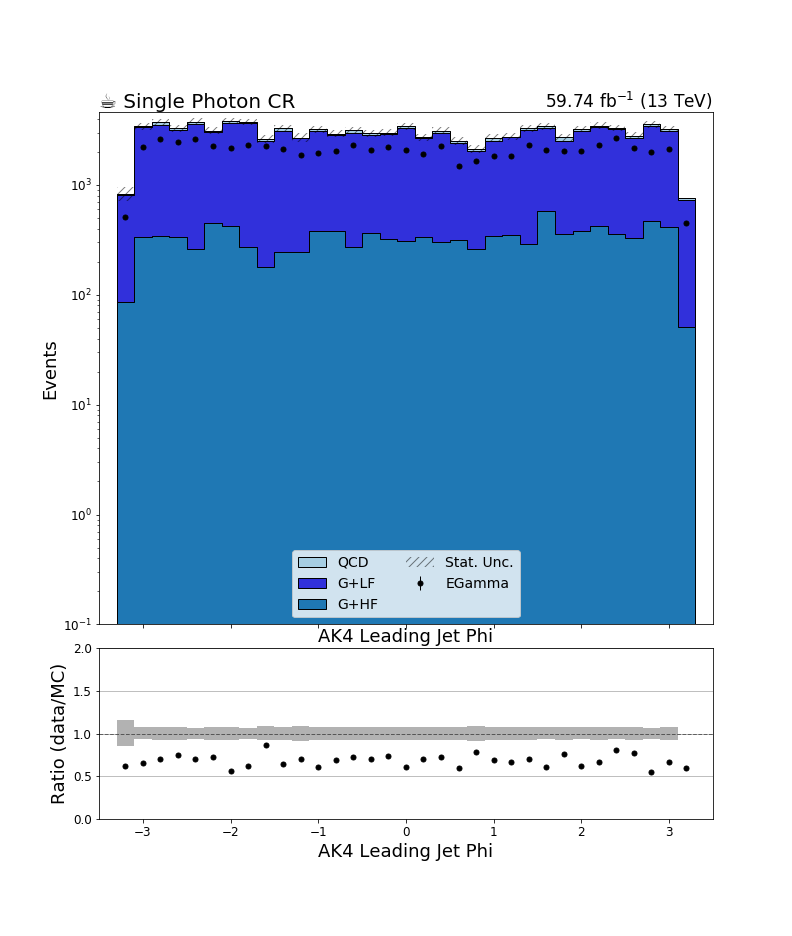 ☕ Single Photon CR
59.74 fb⁻¹ (13 TeV)
Events
10³
10²
10¹
10⁰
10⁻¹
QCD
G+LF
G+HF
Stat. Unc.
EGamma
AK4 Leading Jet Phi
Ratio (data/MC)
2.0
1.5
1.0
0.5
0.0
−3 −2 −1 0 1 2 3
AK4 Leading Jet Phi